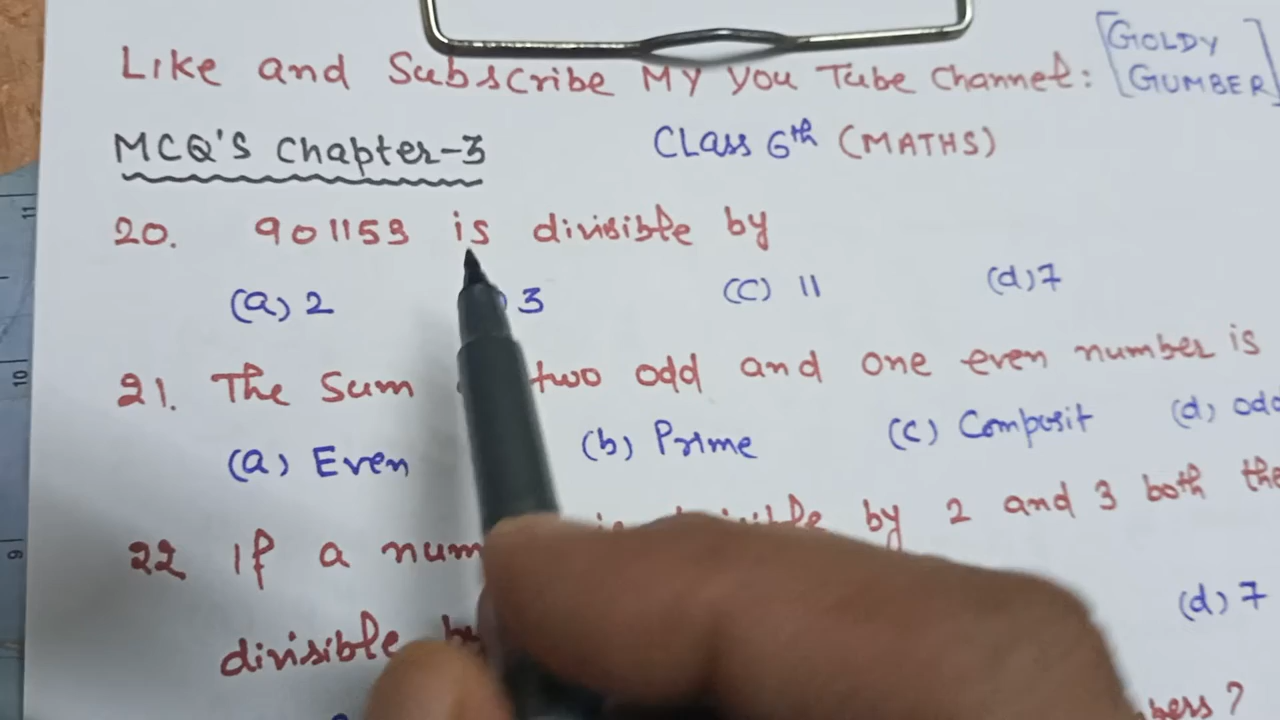 Like and Subscribe My You Tube Channel: [GOLDY
GUMBER]
MCQ'S Chapter-3 CLass 6th (MATHS)
20. 901153 is divisible by
(a) 2 3 (c) 11 (d) 7
21. The Sum two odd and one even number is
(a) Even (b) Prime (c) Composit (d) odd
22 If a num by 2 and 3 both the
(d) 7
divisible